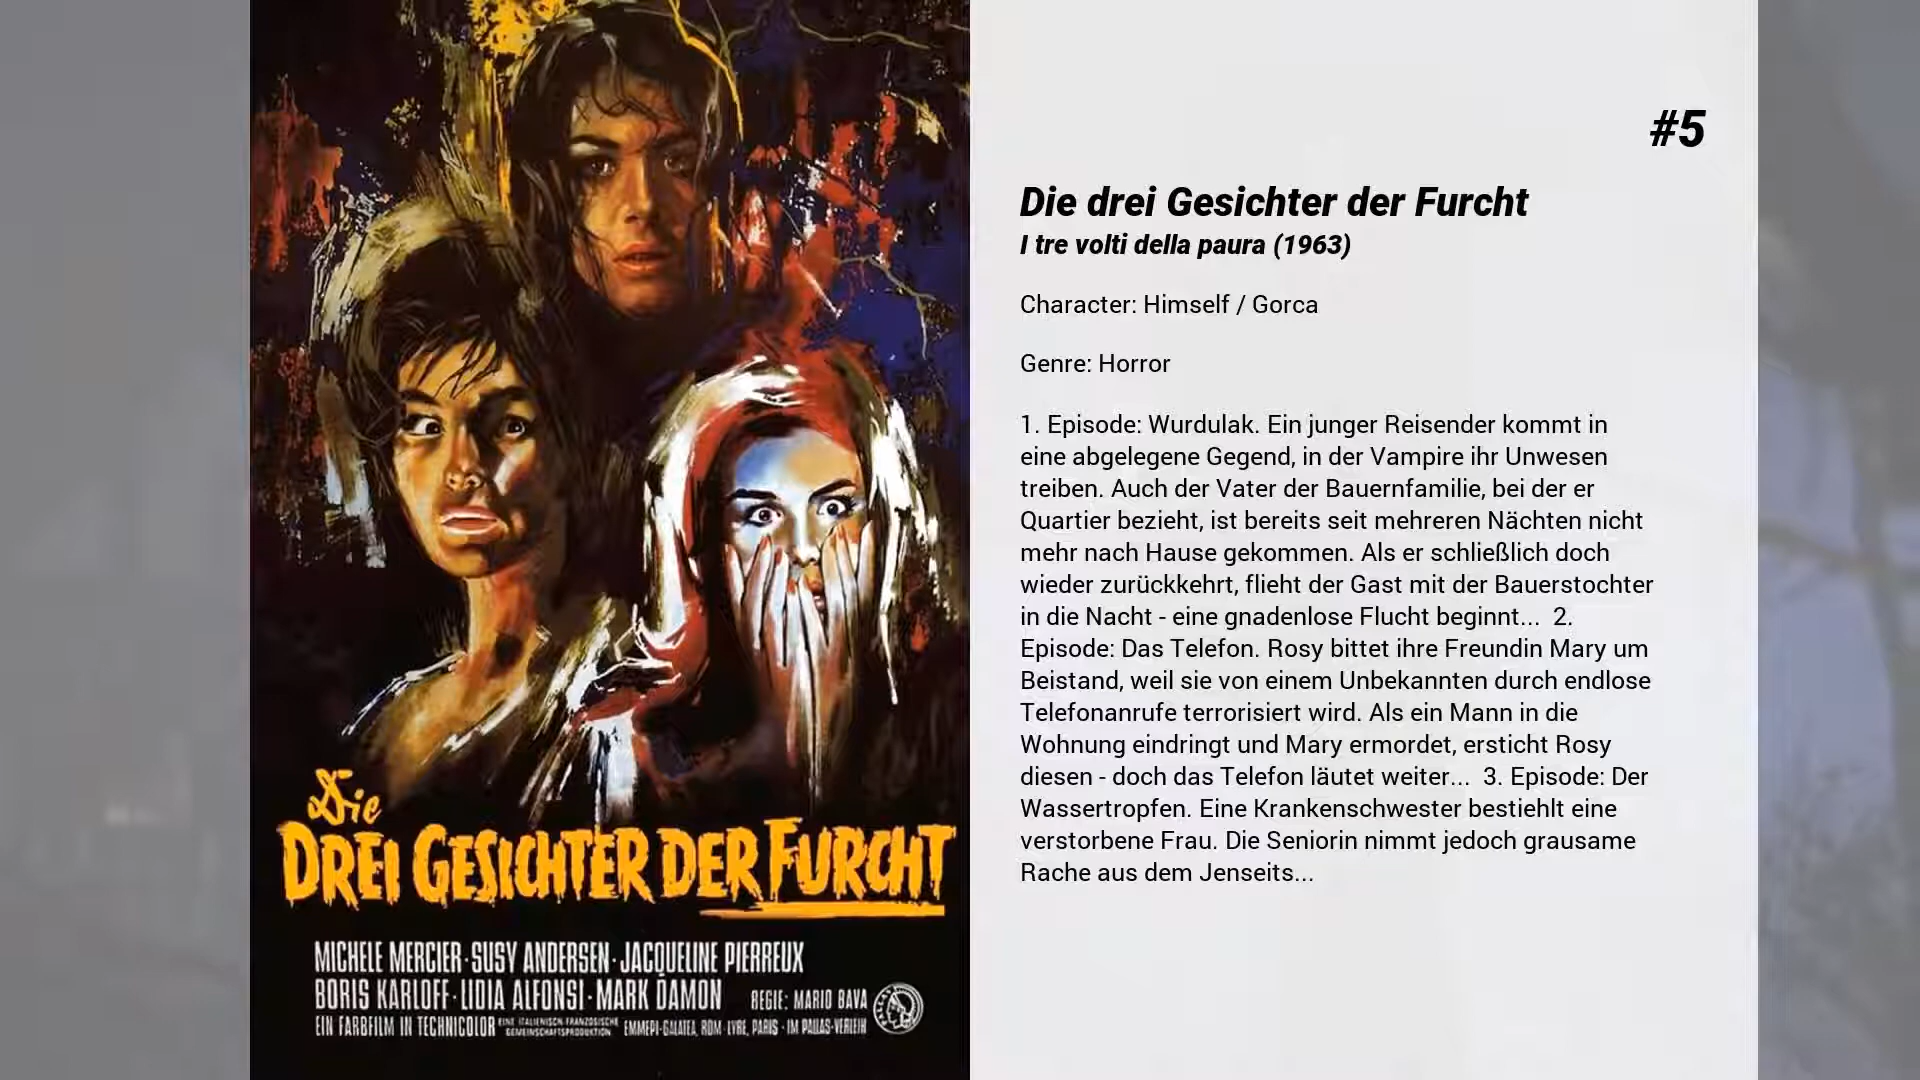 Die
DREI GESICHTER DER FURCHT
MICHELE MERCIER · SUSY ANDERSEN · JACQUELINE PIERREUX
BORIS KARLOFF · LIDIA ALFONSI · MARK DAMON REGIE: MARIO BAVA
EIN FARBFILM IN TECHNICOLOR EINE ITALIENISCH-FRANZÖSISCHE GEMEINSCHAFTSPRODUKTION EMMEPI-GALATEA, ROM · LYRE, PARIS · IM PALLAS-VERLEIH
#5
Die drei Gesichter der Furcht
I tre volti della paura (1963)
Character: Himself / Gorca
Genre: Horror
1. Episode: Wurdulak. Ein junger Reisender kommt in
eine abgelegene Gegend, in der Vampire ihr Unwesen
treiben. Auch der Vater der Bauernfamilie, bei der er
Quartier bezieht, ist bereits seit mehreren Nächten nicht
mehr nach Hause gekommen. Als er schließlich doch
wieder zurückkehrt, flieht der Gast mit der Bauerstochter
in die Nacht - eine gnadenlose Flucht beginnt... 2.
Episode: Das Telefon. Rosy bittet ihre Freundin Mary um
Beistand, weil sie von einem Unbekannten durch endlose
Telefonanrufe terrorisiert wird. Als ein Mann in die
Wohnung eindringt und Mary ermordet, ersticht Rosy
diesen - doch das Telefon läutet weiter... 3. Episode: Der
Wassertropfen. Eine Krankenschwester bestiehlt eine
verstorbene Frau. Die Seniorin nimmt jedoch grausame
Rache aus dem Jenseits...